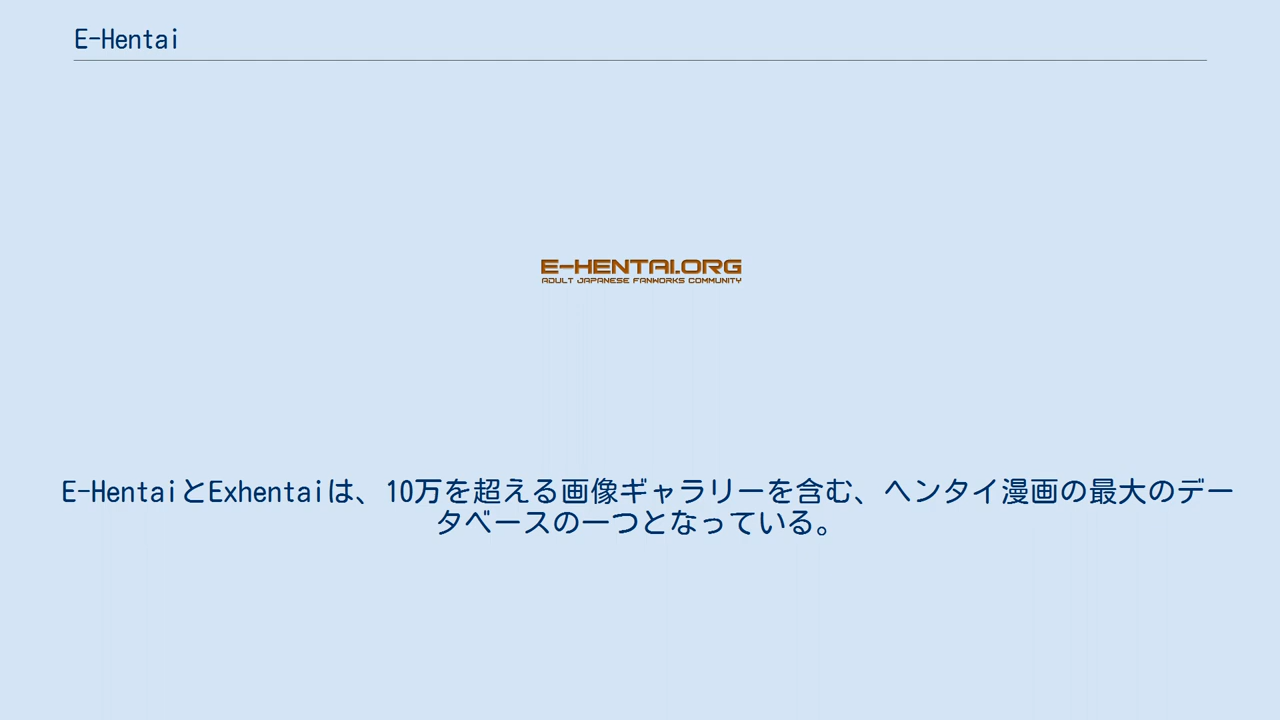 E-Hentai
E-HENTAI.ORG
ADULT JAPANESE FANWORKS COMMUNITY
E-HentaiとExhentaiは、10万を超える画像ギャラリーを含む、ヘンタイ漫画の最大のデー
タベースの一つとなっている。